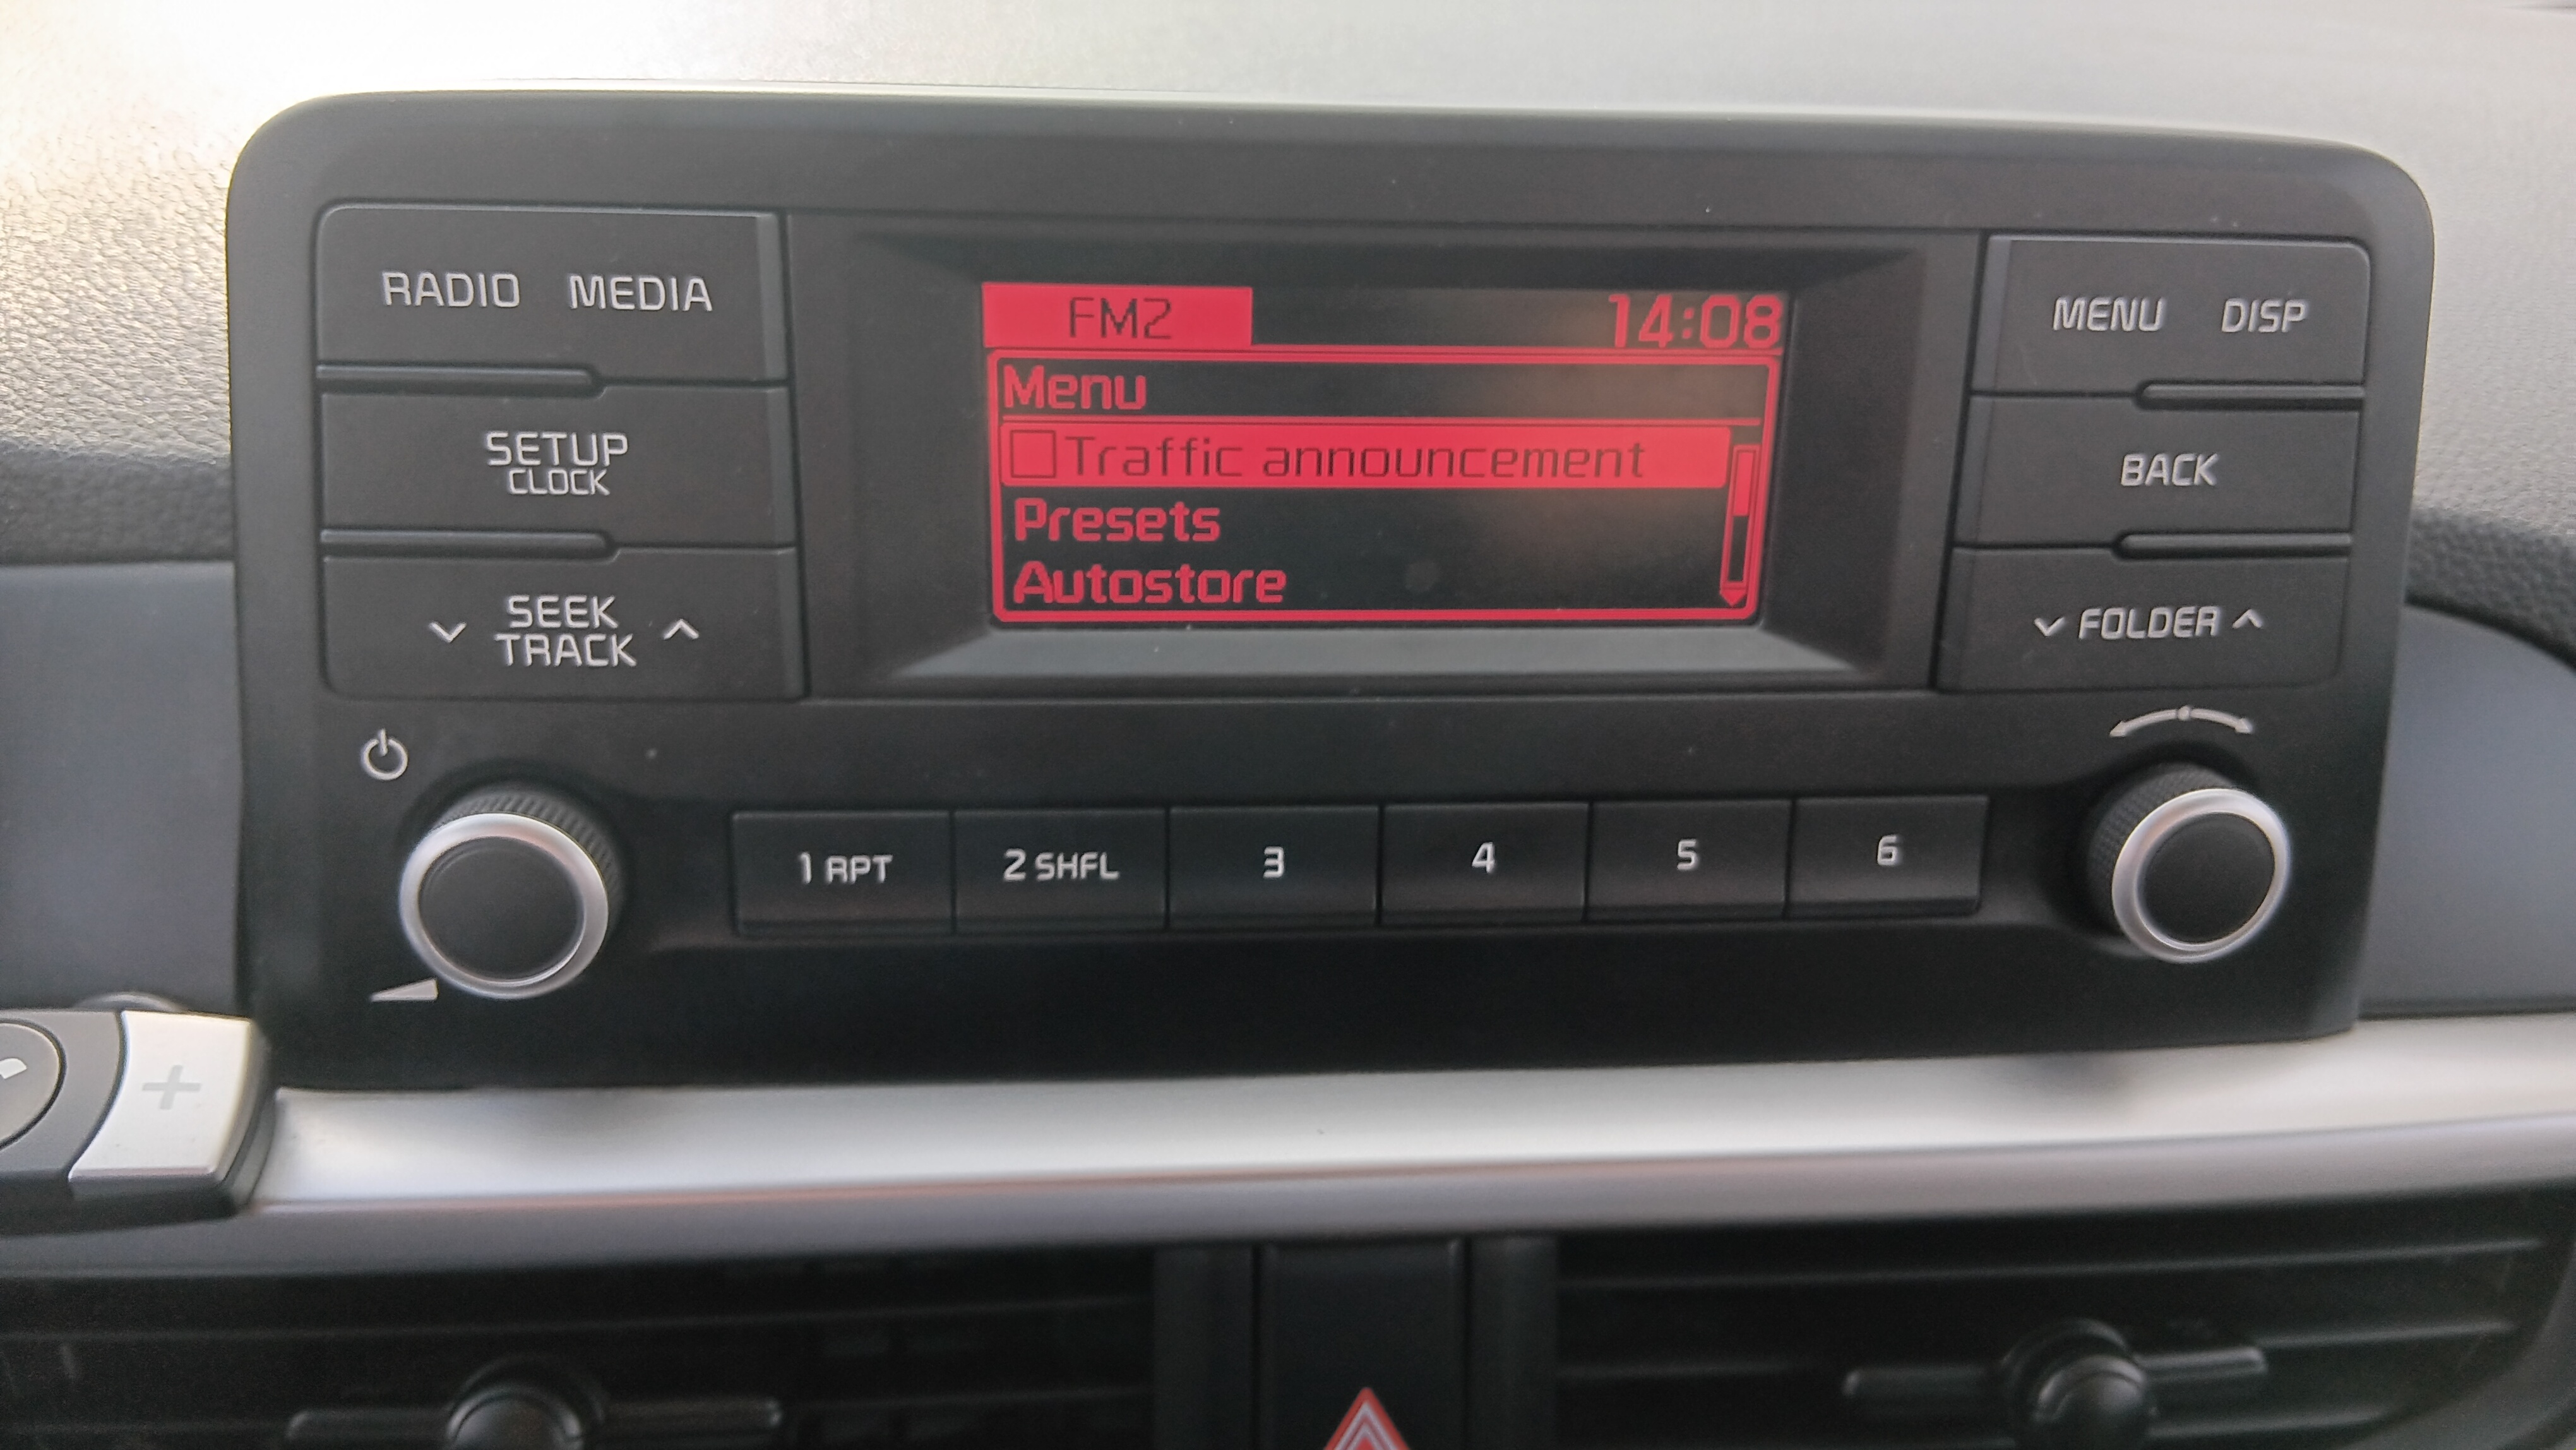 RADIO MEDIA
SETUP
CLOCK
SEEK
TRACK
FM2 14:08
Menu
Traffic announcement
Presets
Autostore
MENU DISP
BACK
FOLDER
1 RPT 2 SHFL 3 4 5 6
+